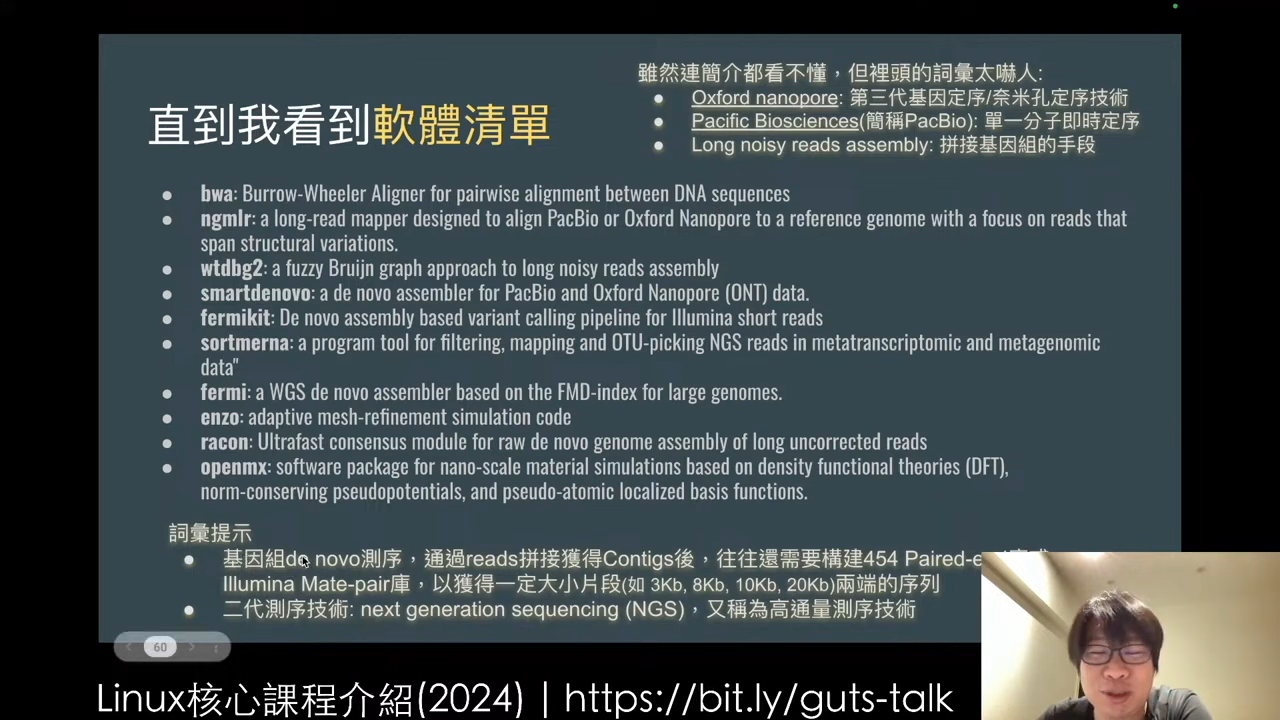 直到我看到軟體清單
雖然連簡介都看不懂，但裡頭的詞彙太嚇人:
● Oxford nanopore: 第三代基因定序/奈米孔定序技術
● Pacific Biosciences(簡稱PacBio): 單一分子即時定序
● Long noisy reads assembly: 拼接基因組的手段
● bwa: Burrow-Wheeler Aligner for pairwise alignment between DNA sequences
● ngmlr: a long-read mapper designed to align PacBio or Oxford Nanopore to a reference genome with a focus on reads that
span structural variations.
● wtdbg2: a fuzzy Bruijn graph approach to long noisy reads assembly
● smartdenovo: a de novo assembler for PacBio and Oxford Nanopore (ONT) data.
● fermikit: De novo assembly based variant calling pipeline for Illumina short reads
● sortmerna: a program tool for filtering, mapping and OTU-picking NGS reads in metatranscriptomic and metagenomic
data"
● fermi: a WGS de novo assembler based on the FMD-index for large genomes.
● enzo: adaptive mesh-refinement simulation code
● racon: Ultrafast consensus module for raw de novo genome assembly of long uncorrected reads
● openmx: software package for nano-scale material simulations based on density functional theories (DFT),
norm-conserving pseudopotentials, and pseudo-atomic localized basis functions.
詞彙提示
● 基因組de novo測序，通過reads拼接獲得Contigs後，往往還需要構建454
Illumina Mate-pair庫，以獲得一定大小片段(如 3Kb, 8Kb, 10Kb, 20Kb)兩端的序列
● 二代測序技術: next generation sequencing (NGS)，又稱為高通量測序技術
60
Linux核心課程介紹(2024) | https://bit.ly/guts-talk